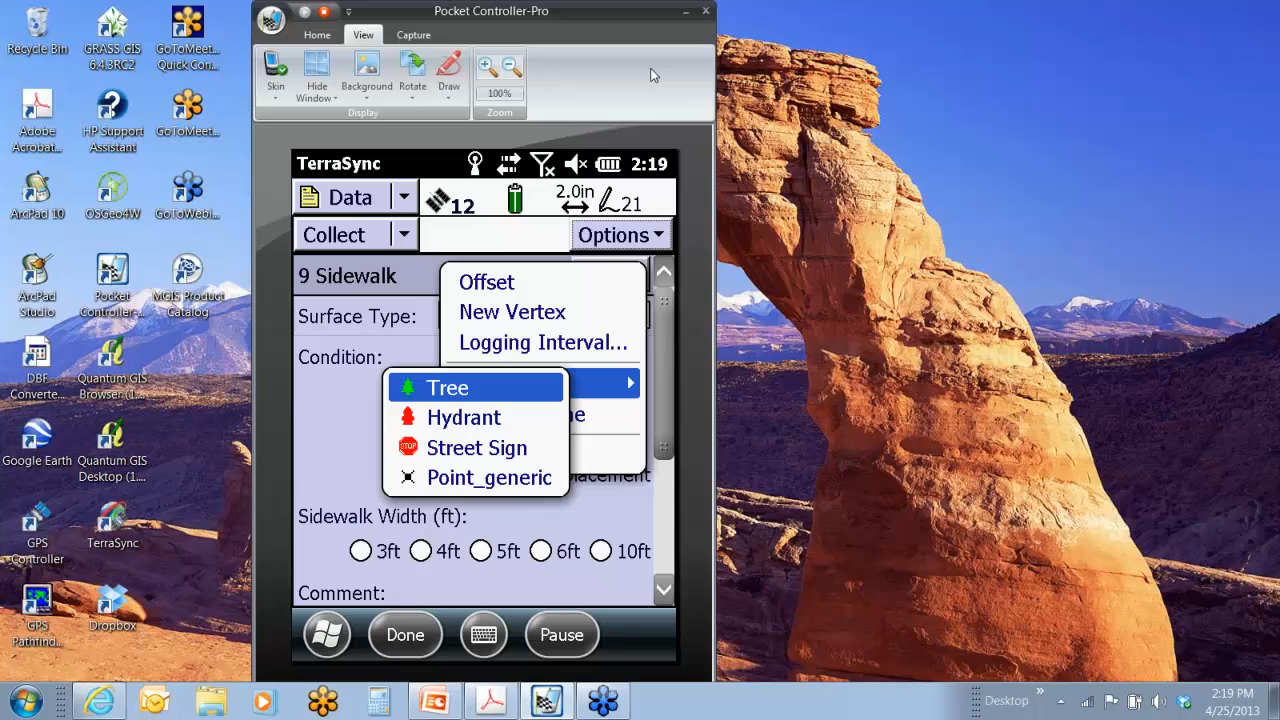 Recycle Bin
GRASS GIS 6.4.3RC2
GoToMeet... Quick Con...
Adobe Acrobat...
HP Support Assistant
GoToMeet...
ArcPad 10
OSGeo4W
GoToWebi...
ArcPad Studio
Pocket Controller-...
MGIS Product Catalog
DBF Converte...
Quantum GIS Browser (1....
Google Earth
Quantum GIS Desktop (1....
GPS Controller
TerraSync
GPS Pathfind...
Dropbox
Pocket Controller-Pro
Home View Capture
Skin
Hide Window
Background
Rotate
Draw
100%
Display
Zoom
TerraSync 2:19
Data 12 2.0in 21
Collect Options
9 Sidewalk
Offset
Surface Type:
New Vertex
Logging Interval...
Condition:
Tree
Hydrant
Street Sign
STOP
Point_generic
Sidewalk Width (ft):
3ft 4ft 5ft 6ft 10ft
Comment:
Done Pause
Desktop
2:19 PM
4/25/2013